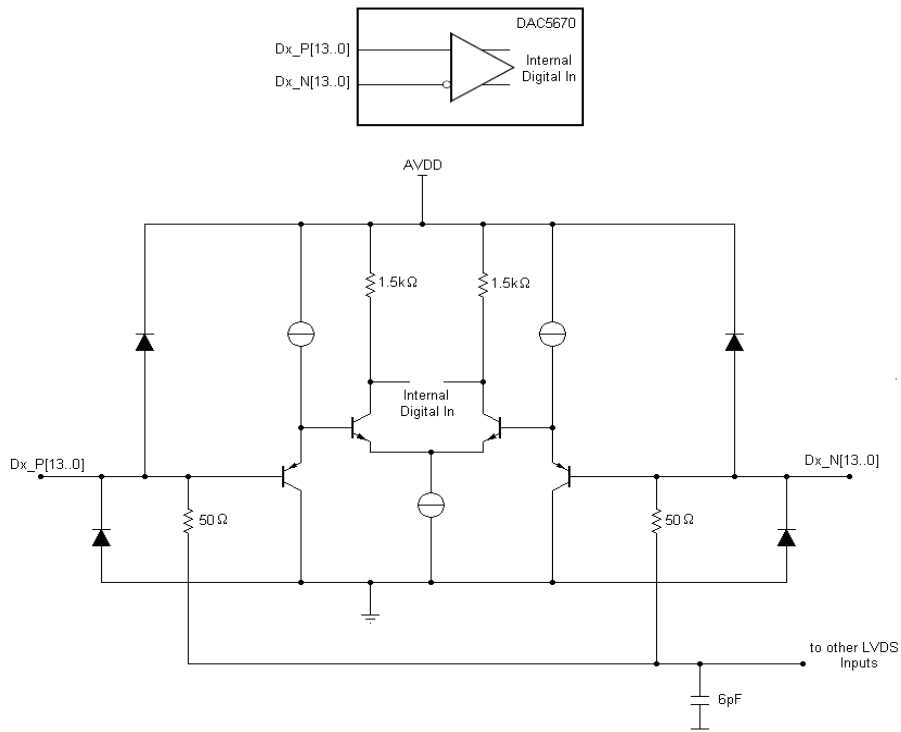 DAC5670
Dx_P[13..0]
Dx_N[13..0]
Internal
Digital In
AVDD
1.5kΩ
1.5kΩ
Internal
Digital In
Dx_P[13..0]
Dx_N[13..0]
50Ω
50Ω
to other LVDS
Inputs
6pF